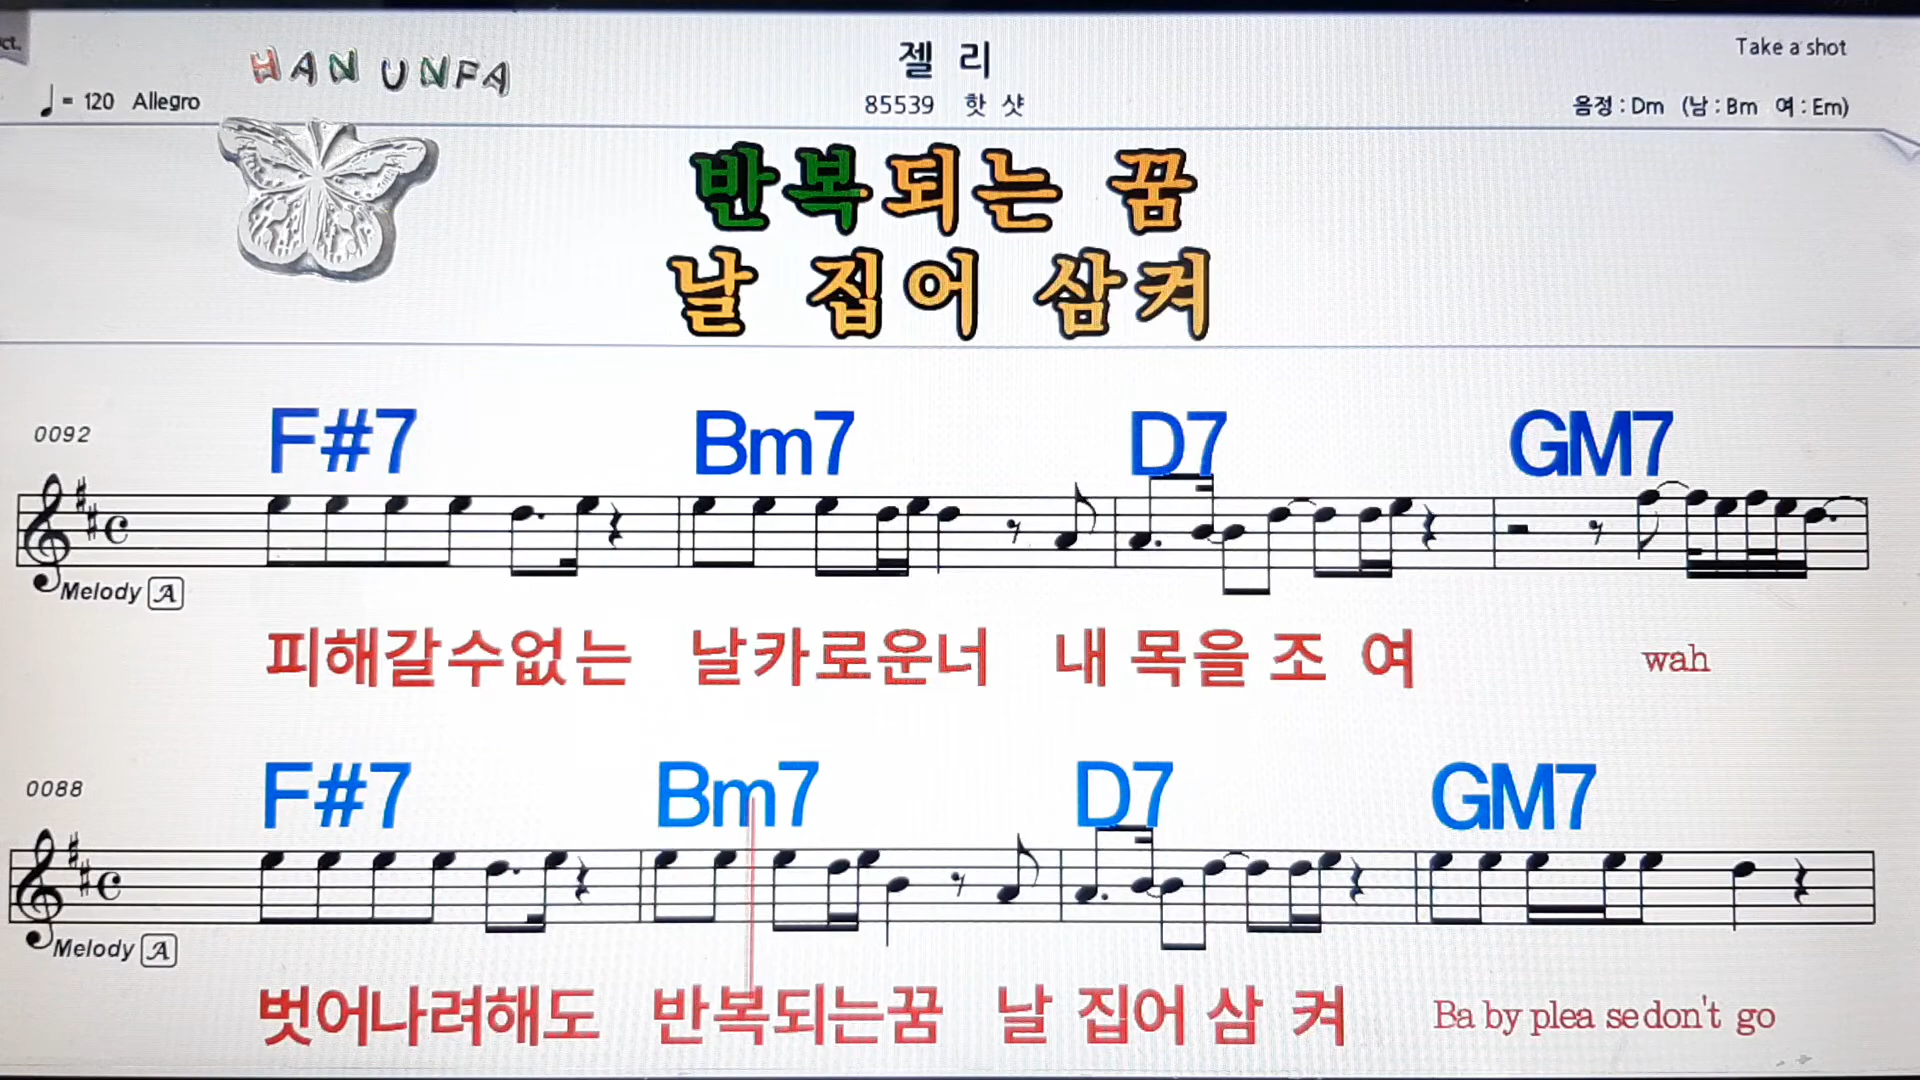 ct.
HAN UNFA
젤 리
Take a shot
= 120 Allegro
85539 핫 샷
음정 : Dm (남 : Bm 여 : Em)
반복되는 꿈
날 집어 삼켜
0092
F#7 Bm7 D7 GM7
Melody A
피해갈수없는 날카로운너 내 목을 조 여 wah
0088
F#7 Bm7 D7 GM7
Melody A
벗어나려해도 반복되는꿈 날 집어 삼 켜 Ba by plea se don't go